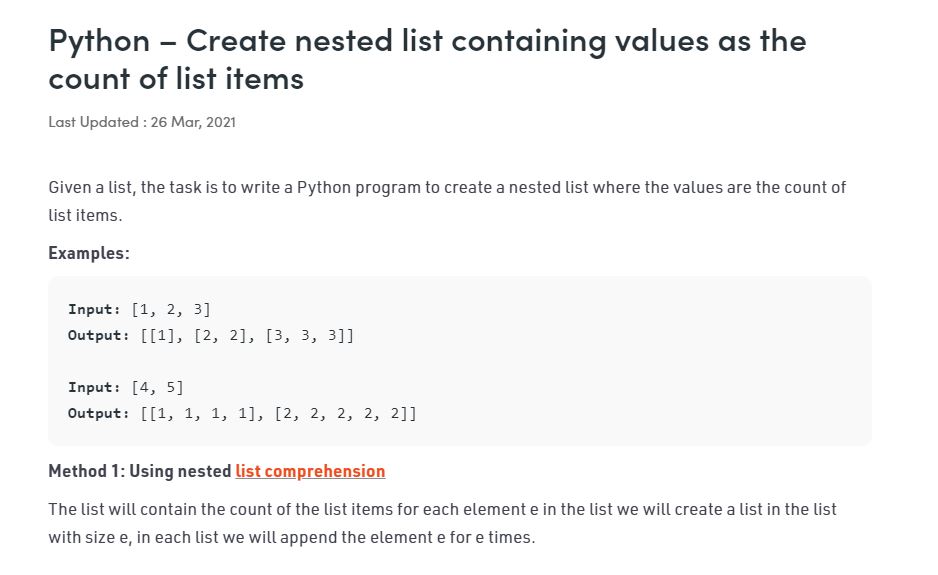 Python – Create nested list containing values as the
count of list items
Last Updated : 26 Mar, 2021
Given a list, the task is to write a Python program to create a nested list where the values are the count of
list items.
Examples:
Input: [1, 2, 3]
Output: [[1], [2, 2], [3, 3, 3]]
Input: [4, 5]
Output: [[1, 1, 1, 1], [2, 2, 2, 2, 2]]
Method 1: Using nested list comprehension
The list will contain the count of the list items for each element e in the list we will create a list in the list
with size e, in each list we will append the element e for e times.